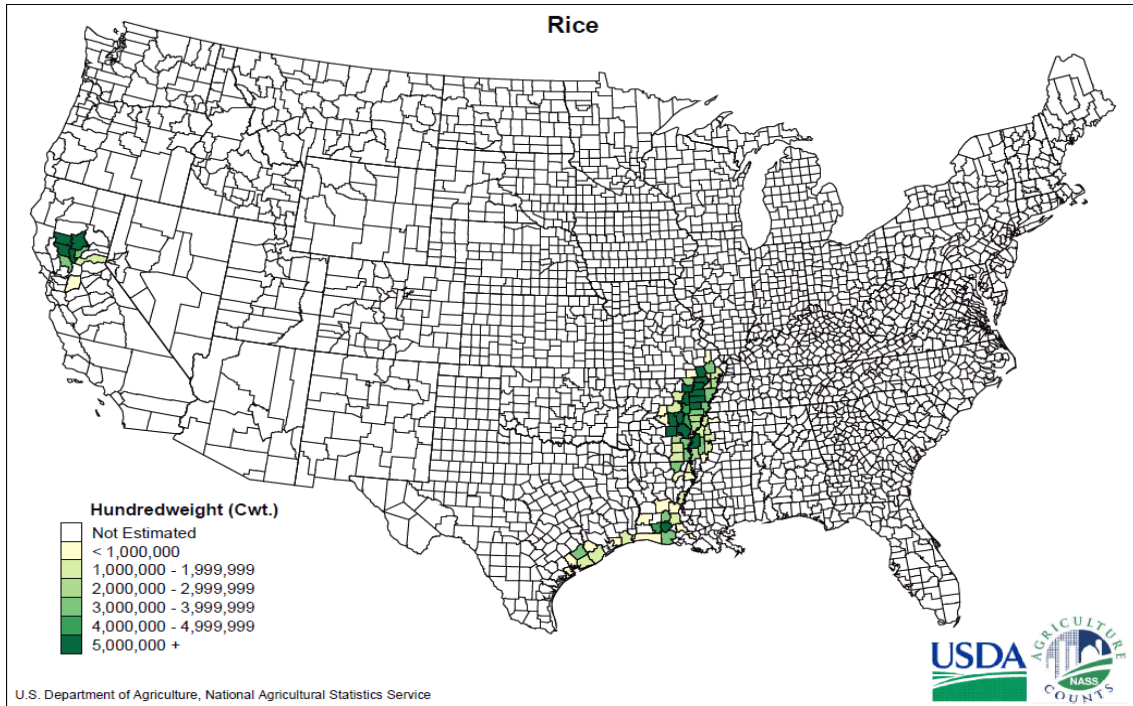 Rice
Hundredweight (Cwt.)
Not Estimated
< 1,000,000
1,000,000 - 1,999,999
2,000,000 - 2,999,999
3,000,000 - 3,999,999
4,000,000 - 4,999,999
5,000,000 +
U.S. Department of Agriculture, National Agricultural Statistics Service
USDA
AGRICULTURE
NASS
COUNTS